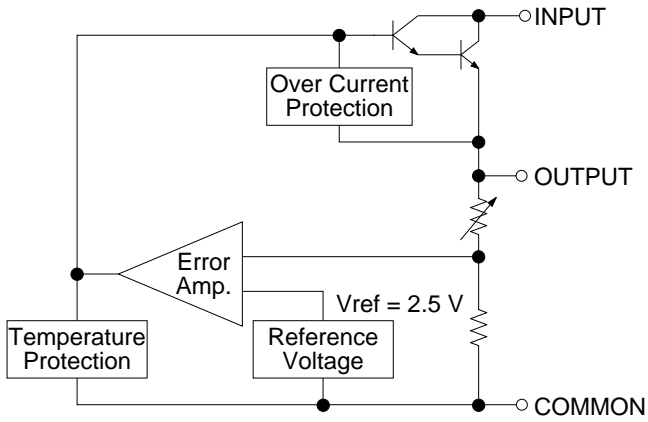 INPUT
Over Current
Protection
OUTPUT
Error
Amp.
Vref = 2.5 V
Temperature
Protection
Reference
Voltage
COMMON